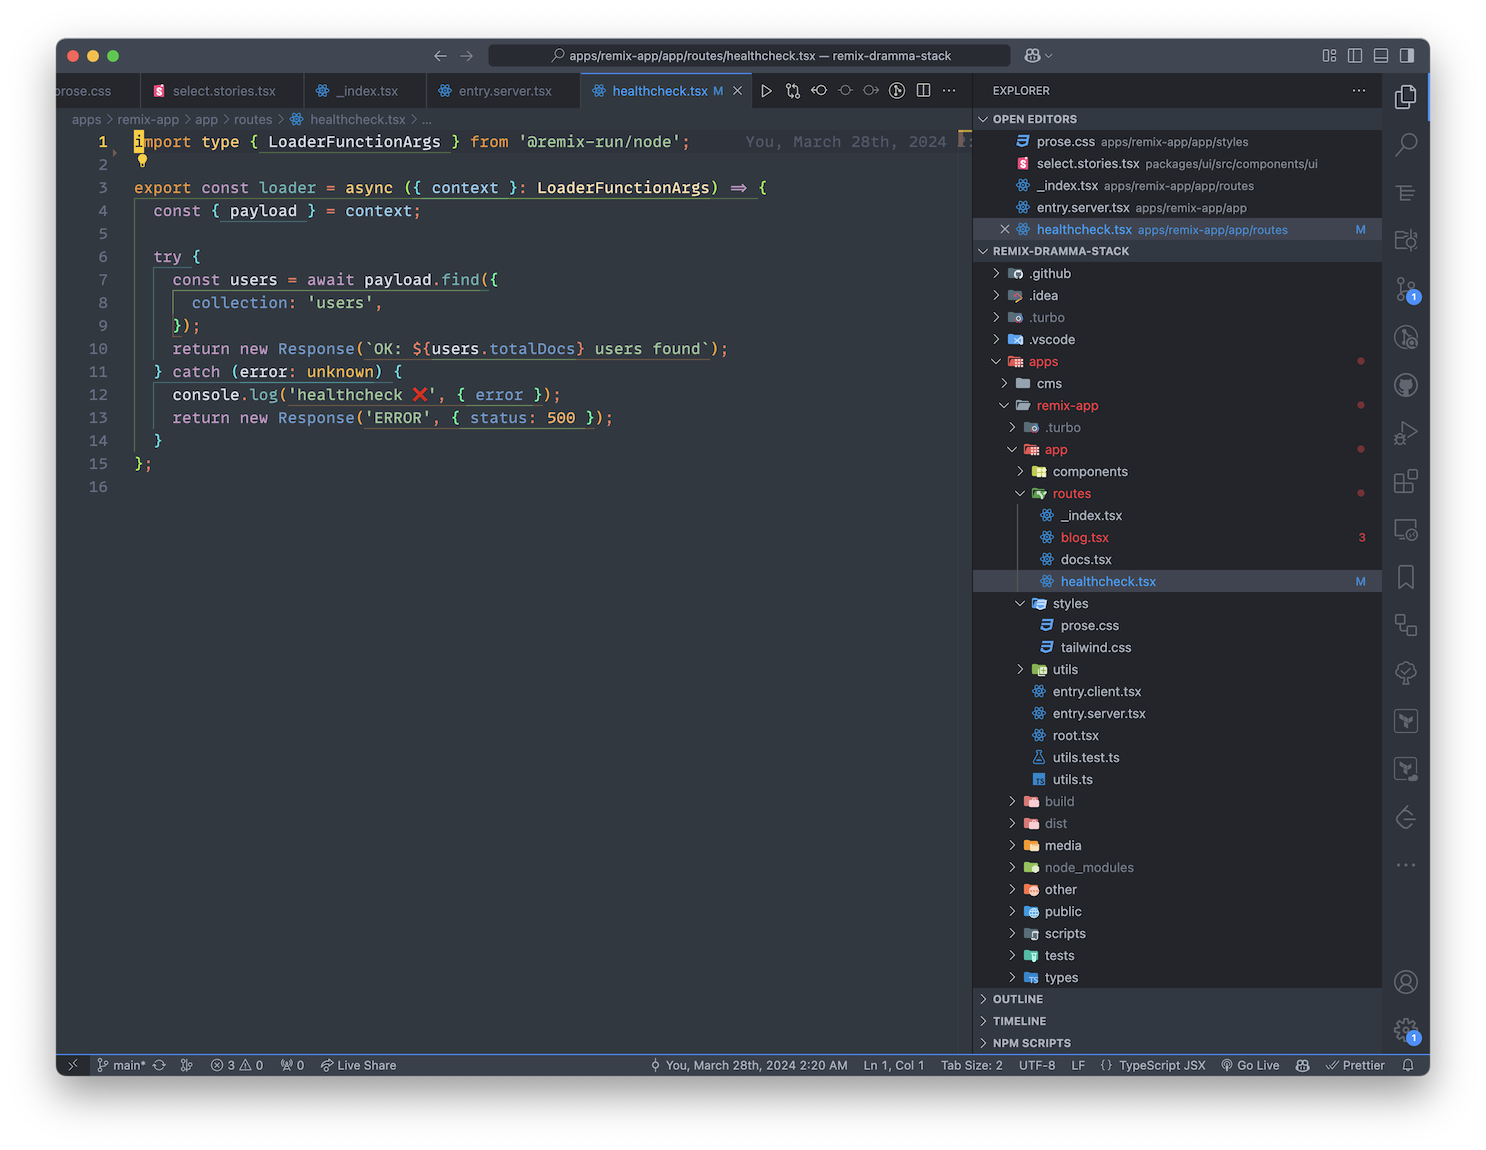 apps/remix-app/app/routes/healthcheck.tsx — remix-dramma-stack
prose.css
select.stories.tsx
_index.tsx
entry.server.tsx
healthcheck.tsx M
apps > remix-app > app > routes > healthcheck.tsx > ...
1 import type { LoaderFunctionArgs } from '@remix-run/node'; You, March 28th, 2024
2
3 export const loader = async ({ context }: LoaderFunctionArgs) => {
4 const { payload } = context;
5
6 try {
7 const users = await payload.find({
8 collection: 'users',
9 });
10 return new Response(`OK: ${users.totalDocs} users found`);
11 } catch (error: unknown) {
12 console.log('healthcheck ❌', { error });
13 return new Response('ERROR', { status: 500 });
14 }
15 };
16
EXPLORER
OPEN EDITORS
prose.css apps/remix-app/app/styles
select.stories.tsx packages/ui/src/components/ui
_index.tsx apps/remix-app/app/routes
entry.server.tsx apps/remix-app/app
healthcheck.tsx apps/remix-app/app/routes M
REMIX-DRAMMA-STACK
.github
.idea
.turbo
.vscode
apps
cms
remix-app
.turbo
app
components
routes
_index.tsx
blog.tsx 3
docs.tsx
healthcheck.tsx M
styles
prose.css
tailwind.css
utils
entry.client.tsx
entry.server.tsx
root.tsx
utils.test.ts
TS utils.ts
build
dist
media
node_modules
other
public
scripts
tests
TS types
OUTLINE
TIMELINE
NPM SCRIPTS
1
1
main* 3 0 0 Live Share You, March 28th, 2024 2:20 AM Ln 1, Col 1 Tab Size: 2 UTF-8 LF {} TypeScript JSX Go Live Prettier